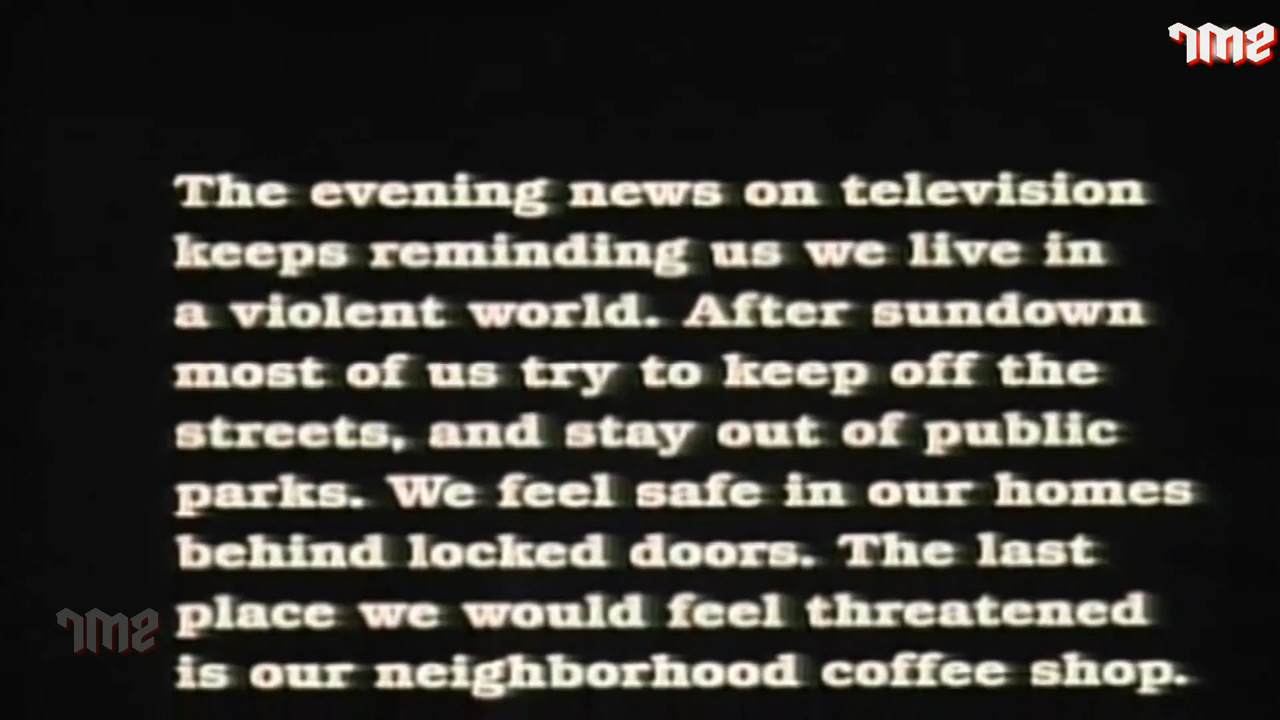 The evening news on television
keeps reminding us we live in
a violent world. After sundown
most of us try to keep off the
streets, and stay out of public
parks. We feel safe in our homes
behind locked doors. The last
place we would feel threatened
is our neighborhood coffee shop.